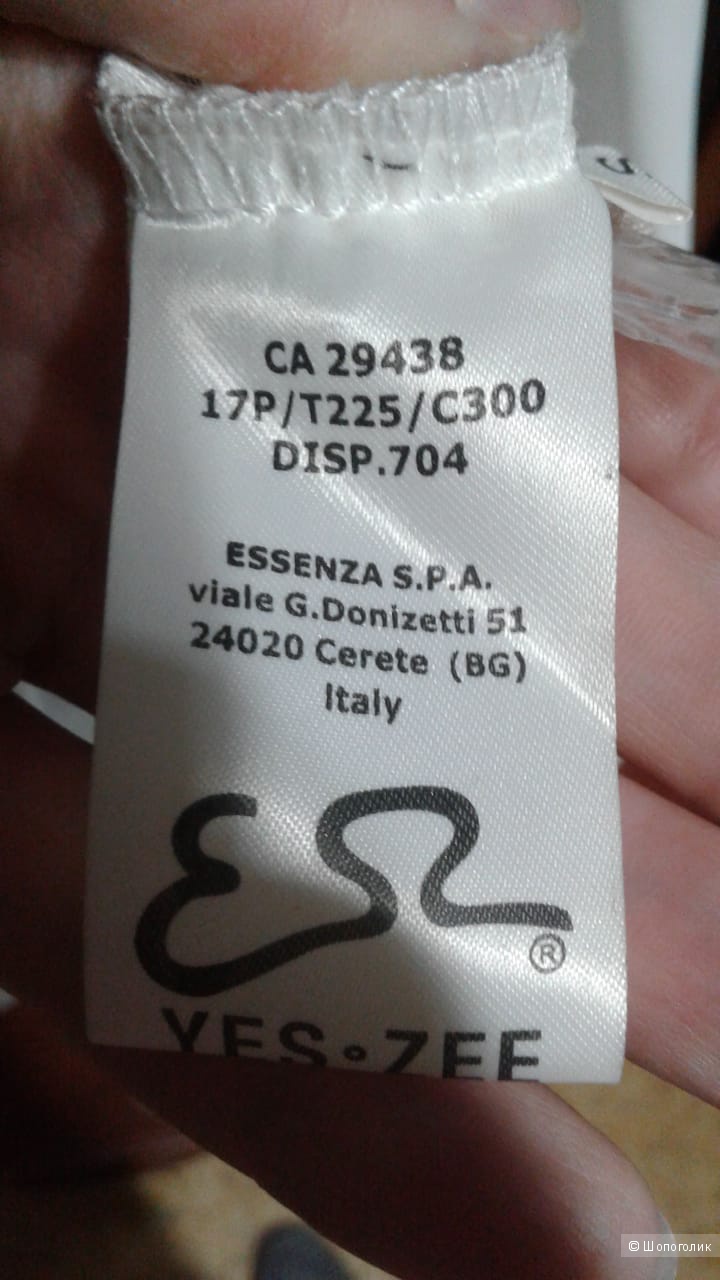 CA 29438
17P/T225/C300
DISP.704
ESSENZA S.P.A.
viale G.Donizetti 51
24020 Cerete (BG)
Italy
®
YES•ZEE
© Шопоголик